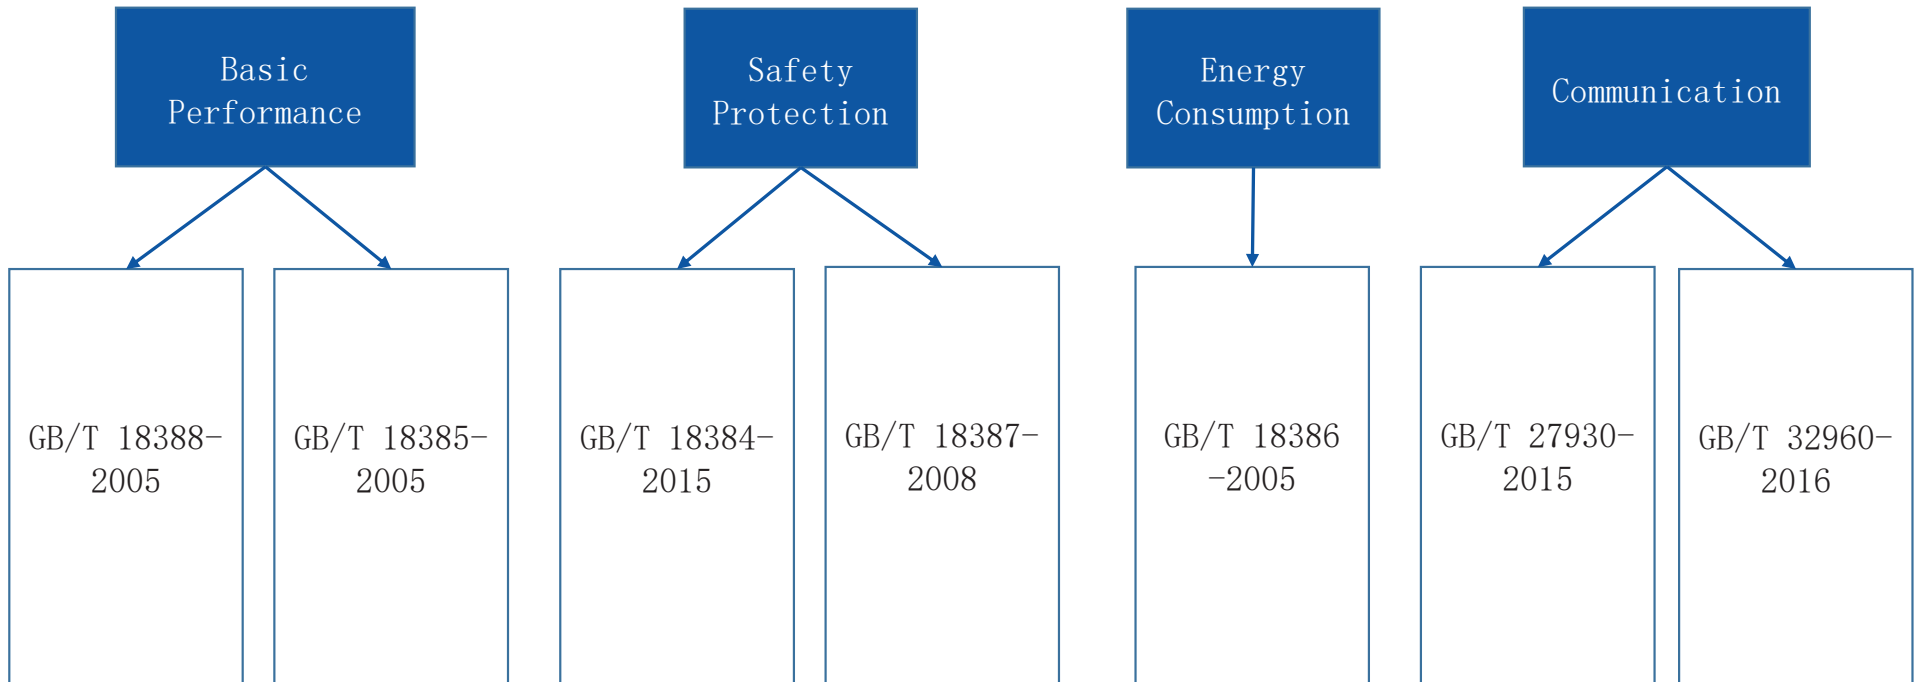 Basic
Performance
Safety
Protection
Energy
Consumption
Communication
GB/T 18388-
2005
GB/T 18385-
2005
GB/T 18384-
2015
GB/T 18387-
2008
GB/T 18386
-2005
GB/T 27930-
2015
GB/T 32960-
2016